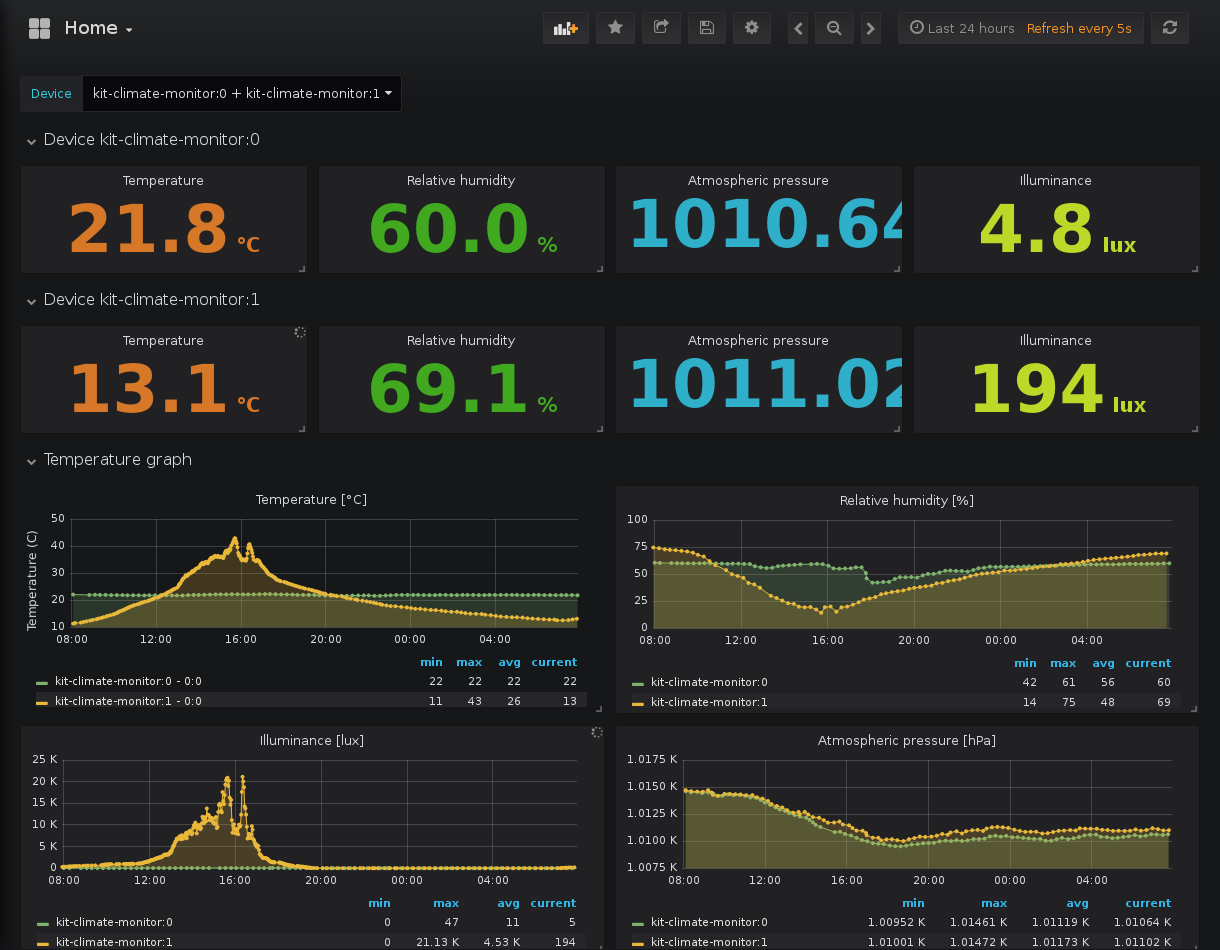 Home
Last 24 hours Refresh every 5s
Device kit-climate-monitor:0 + kit-climate-monitor:1
Device kit-climate-monitor:0
Temperature Relative humidity Atmospheric pressure Illuminance
21.8 °C 60.0 % 1010.64 4.8 lux
Device kit-climate-monitor:1
Temperature Relative humidity Atmospheric pressure Illuminance
13.1 °C 69.1 % 1011.02 194 lux
Temperature graph
Temperature [°C]
Temperature (C)
50
40
30
20
10
08:00 12:00 16:00 20:00 00:00 04:00
min max avg current
kit-climate-monitor:0 - 0:0 22 22 22 22
kit-climate-monitor:1 - 0:0 11 43 26 13
Relative humidity [%]
100
75
50
25
0
08:00 12:00 16:00 20:00 00:00 04:00
min max avg current
kit-climate-monitor:0 42 61 56 60
kit-climate-monitor:1 14 75 48 69
Illuminance [lux]
25 K
20 K
15 K
10 K
5 K
0
08:00 12:00 16:00 20:00 00:00 04:00
min max avg current
kit-climate-monitor:0 0 47 11 5
kit-climate-monitor:1 0 21.13 K 4.53 K 194
Atmospheric pressure [hPa]
1.0175 K
1.0150 K
1.0125 K
1.0100 K
1.0075 K
08:00 12:00 16:00 20:00 00:00 04:00
min max avg current
kit-climate-monitor:0 1.00952 K 1.01461 K 1.01119 K 1.01064 K
kit-climate-monitor:1 1.01001 K 1.01472 K 1.01173 K 1.01102 K